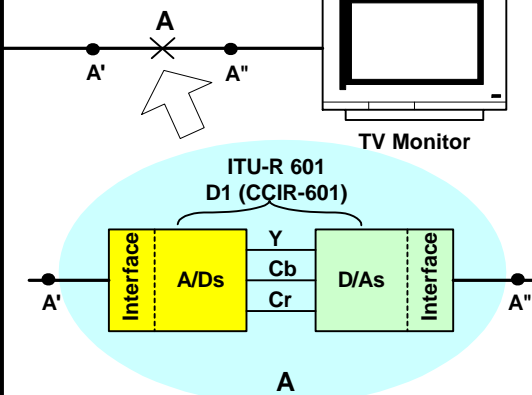 A
A'
A"
TV Monitor
ITU-R 601
D1 (CCIR-601)
Interface
A/Ds
Y
Cb
Cr
D/As
Interface
A'
A"
A